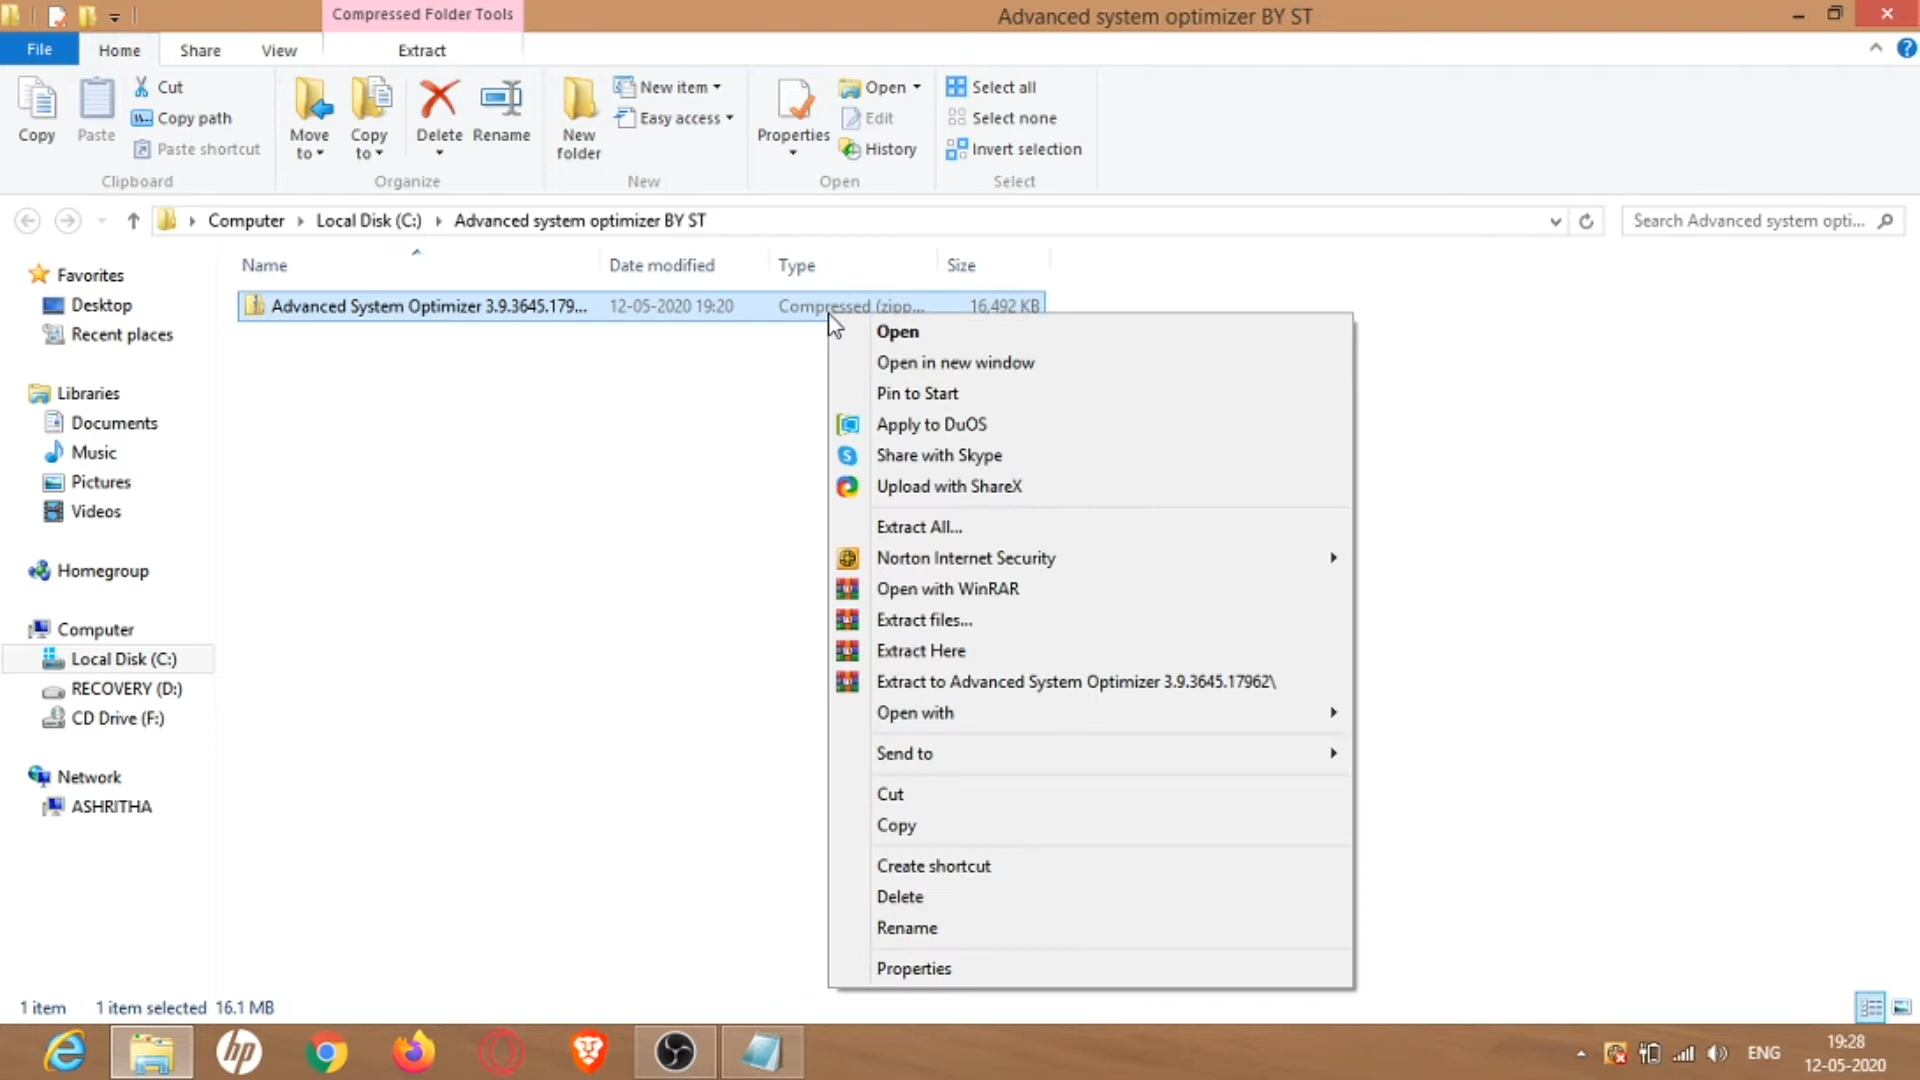 Compressed Folder Tools
Advanced system optimizer BY ST
File
Home
Share
View
Extract
Copy
Paste
Cut
Copy path
Paste shortcut
Clipboard
Move to
Copy to
Delete
Rename
Organize
New folder
New item
Easy access
New
Properties
Open
Edit
History
Open
Select all
Select none
Invert selection
Select
Computer
Local Disk (C:)
Advanced system optimizer BY ST
Search Advanced system opti...
Favorites
Desktop
Recent places
Libraries
Documents
Music
Pictures
Videos
Homegroup
Computer
Local Disk (C:)
RECOVERY (D:)
CD Drive (F:)
Network
ASHRITHA
Name
Date modified
Type
Size
Advanced System Optimizer 3.9.3645.179...
12-05-2020 19:20
Compressed (zipp...
16,492 KB
Open
Open in new window
Pin to Start
Apply to DuOS
Share with Skype
Upload with ShareX
Extract All...
Norton Internet Security
Open with WinRAR
Extract files...
Extract Here
Extract to Advanced System Optimizer 3.9.3645.17962\
Open with
Send to
Cut
Copy
Create shortcut
Delete
Rename
Properties
1 item
1 item selected 16.1 MB
hp
ENG
19:28
12-05-2020